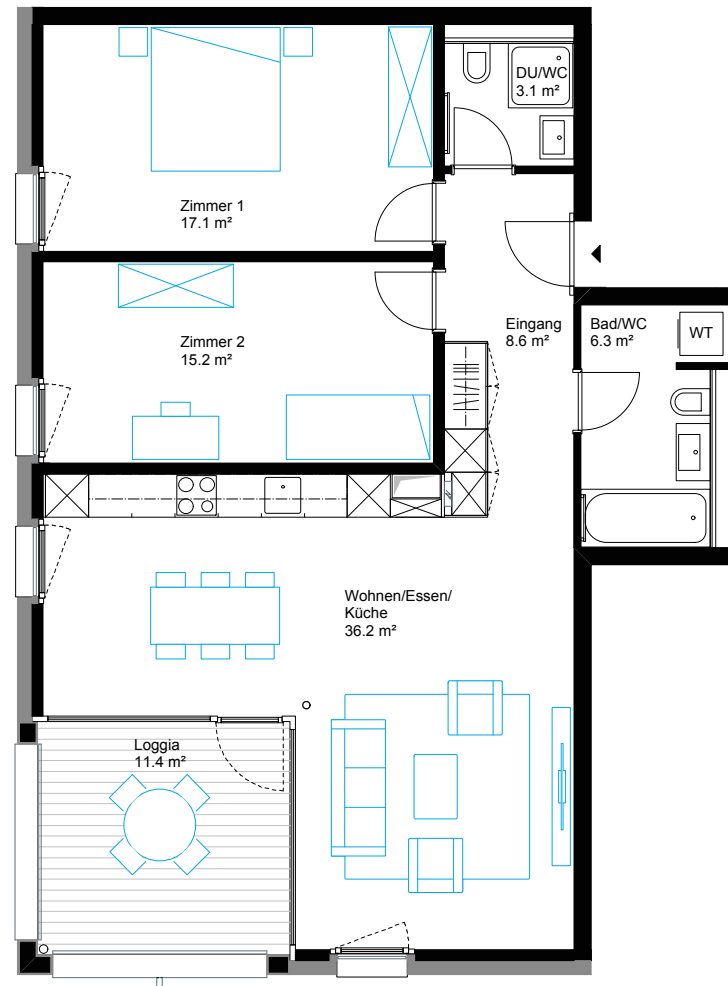 DU/WC
3.1 m²
Zimmer 1
17.1 m²
Eingang
8.6 m²
Bad/WC
6.3 m²
WT
Zimmer 2
15.2 m²
Wohnen/Essen/
Küche
36.2 m²
Loggia
11.4 m²